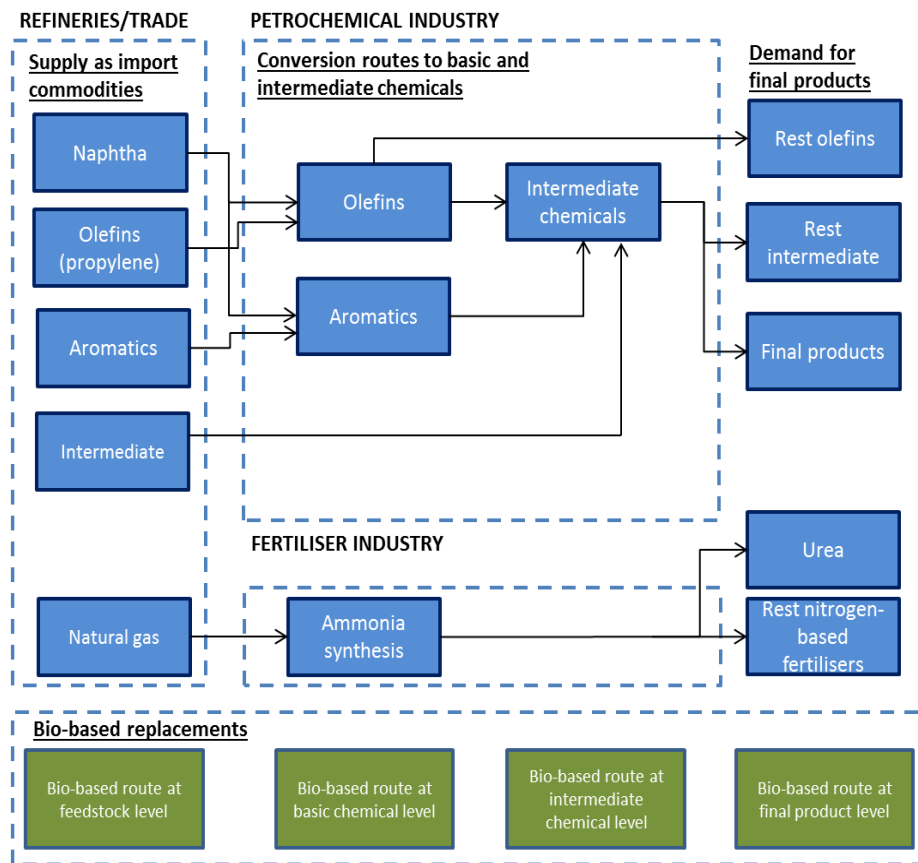 REFINERIES/TRADE
Supply as import
commodities
Naphtha
Olefins
(propylene)
Aromatics
Intermediate
Natural gas
PETROCHEMICAL INDUSTRY
Conversion routes to basic and
intermediate chemicals
Olefins
Intermediate
chemicals
Aromatics
FERTILISER INDUSTRY
Ammonia
synthesis
Demand for
final products
Rest olefins
Rest
intermediate
Final products
Urea
Rest nitrogen-
based
fertilisers
Bio-based replacements
Bio-based route at
feedstock level
Bio-based route at
basic chemical level
Bio-based route at
intermediate
chemical level
Bio-based route at
final product level